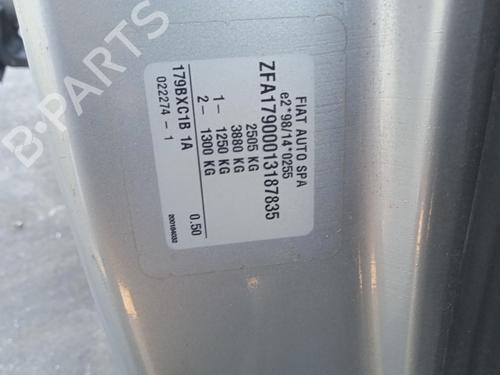 FIAT AUTO SPA
e2*98/14*0256
ZFA17900013187835
2505 KG
3880 KG
1- 1250 KG
2- 1300 KG
179BXC1B 1A
022274 - 1
0.50
B-PARTS